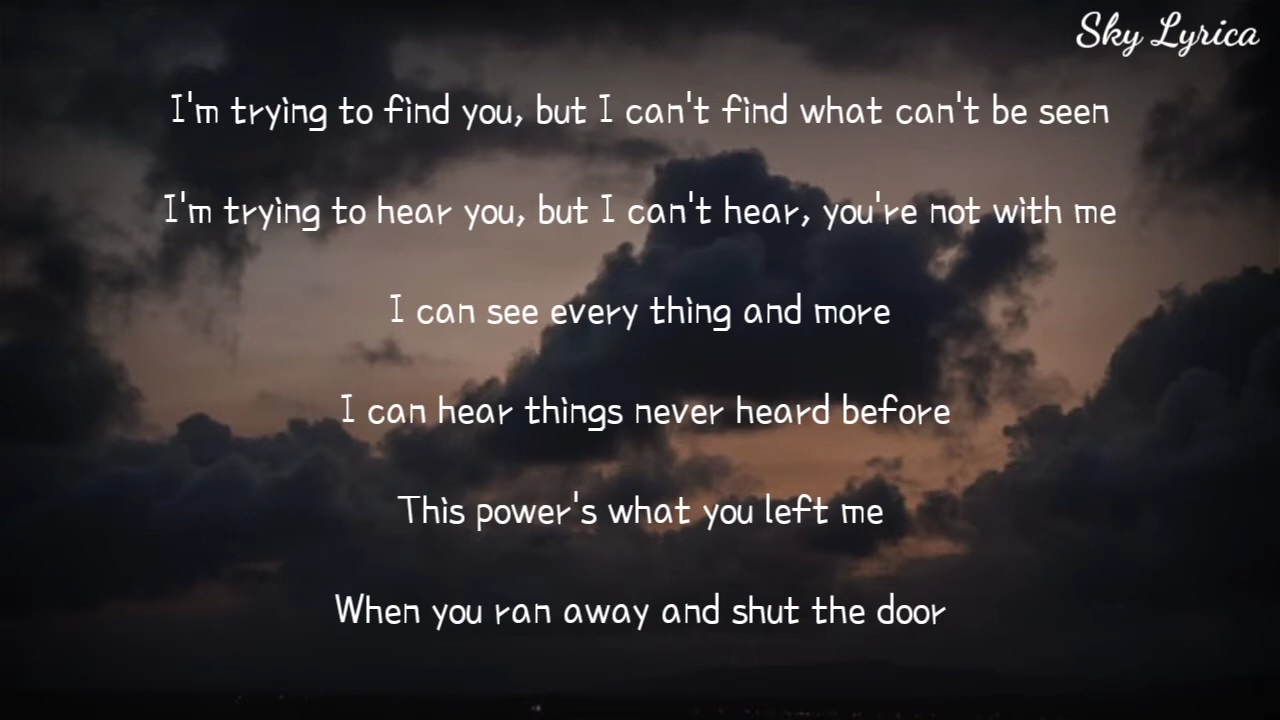 Sky Lyrica
I'm trying to find you, but I can't find what can't be seen
I'm trying to hear you, but I can't hear, you're not with me
I can see every thing and more
I can hear things never heard before
This power's what you left me
When you ran away and shut the door